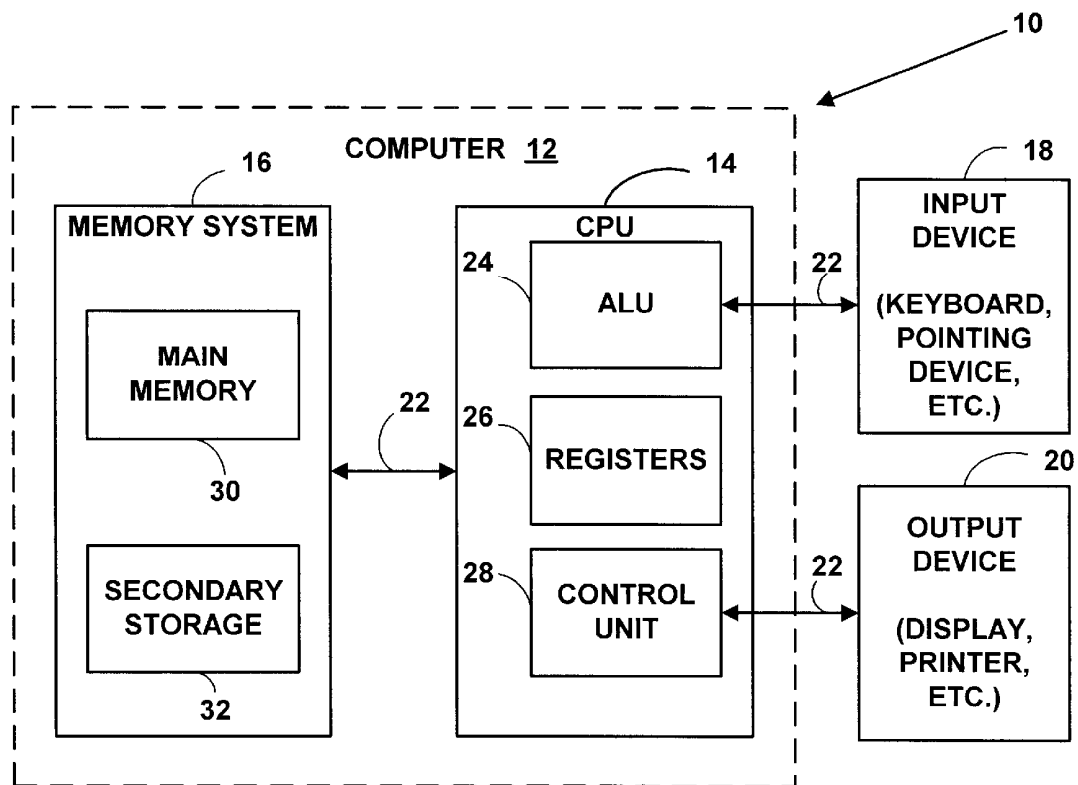 10
COMPUTER 12
16
14
18
MEMORY SYSTEM
CPU
INPUT
DEVICE
(KEYBOARD,
POINTING
DEVICE,
ETC.)
24
ALU
22
MAIN
MEMORY
30
22
26
REGISTERS
20
OUTPUT
DEVICE
(DISPLAY,
PRINTER,
ETC.)
SECONDARY
STORAGE
32
28
CONTROL
UNIT
22